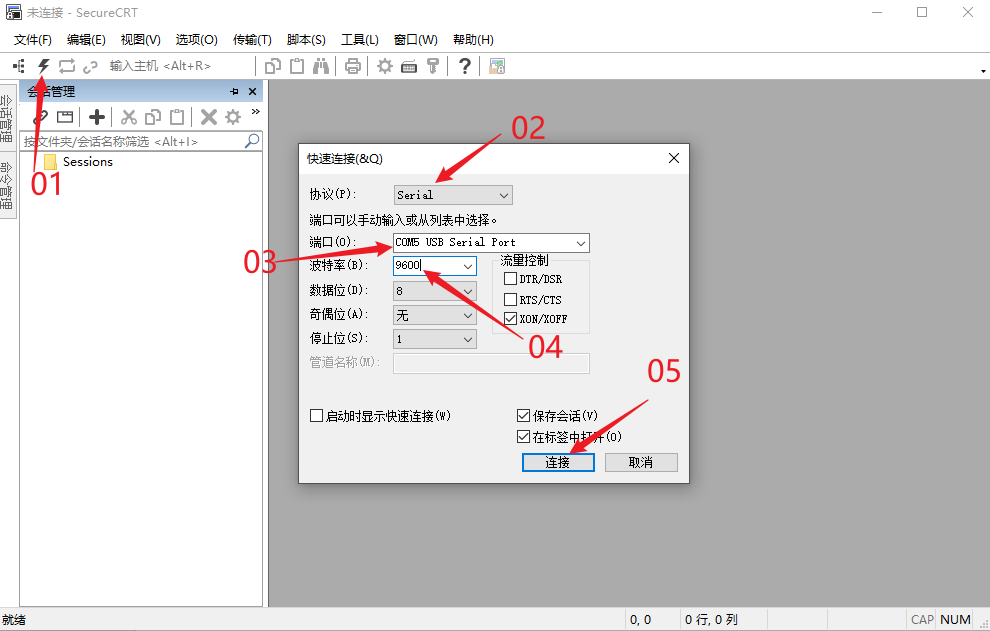 未连接 - SecureCRT
文件(F) 编辑(E) 视图(V) 选项(O) 传输(T) 脚本(S) 工具(L) 窗口(W) 帮助(H)
输入主机 <Alt+R>
会话管理
会话管理
命令管理
按文件夹/会话名称筛选 <Alt+I>
Sessions
01
02
快速连接(&Q)
协议(P): Serial
端口可以手动输入或从列表中选择。
端口(O): COM5 USB Serial Port
03
波特率(B): 9600
流量控制
DTR/DSR
数据位(D): 8
RTS/CTS
奇偶位(A): 无
XON/XOFF
停止位(S): 1
04
管道名称(M):
05
启动时显示快速连接(W)
保存会话(V)
在标签中打开(O)
连接 取消
就绪
0, 0
0 行, 0 列
CAP NUM